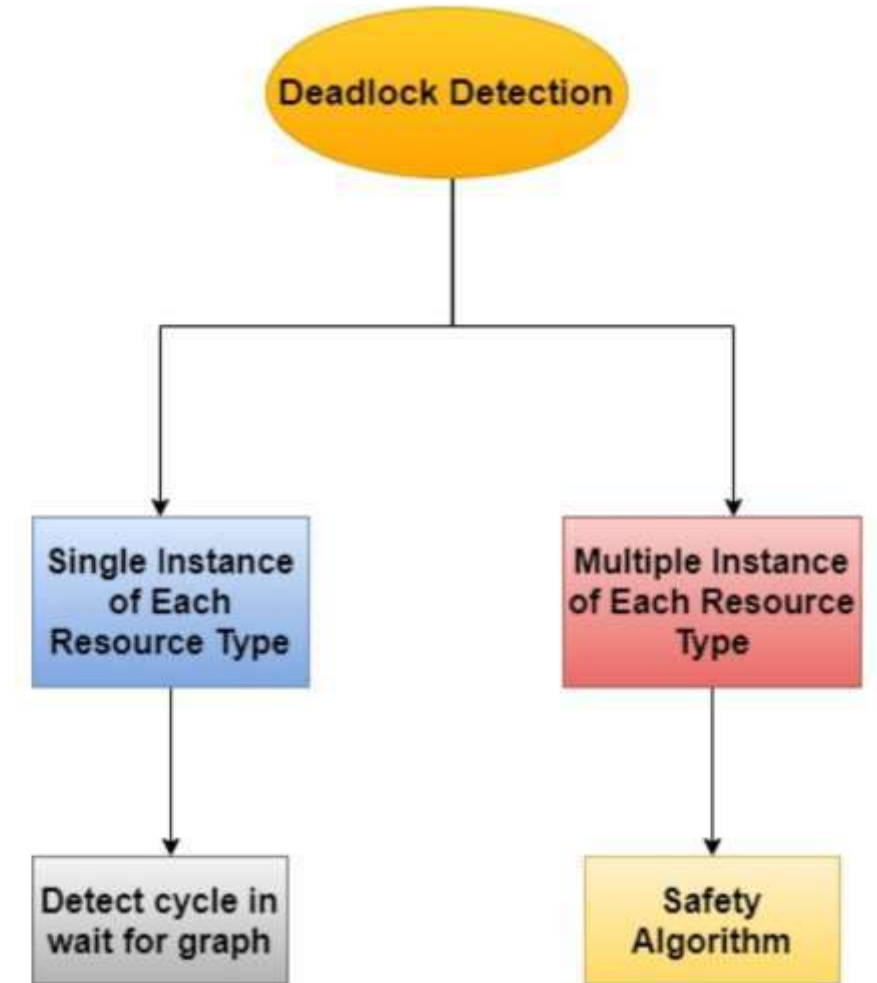 Deadlock Detection
Single Instance
of Each
Resource Type
Multiple Instance
of Each Resource
Type
Detect cycle in
wait for graph
Safety
Algorithm